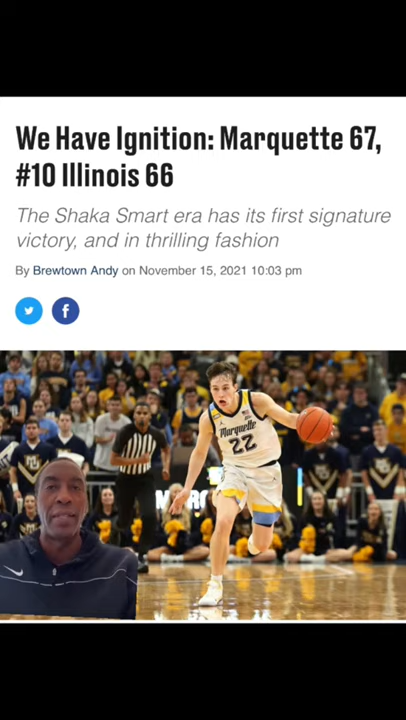 We Have Ignition: Marquette 67,
#10 Illinois 66
The Shaka Smart era has its first signature
victory, and in thrilling fashion
By Brewtown Andy on November 15, 2021 10:03 pm
Marquette
22